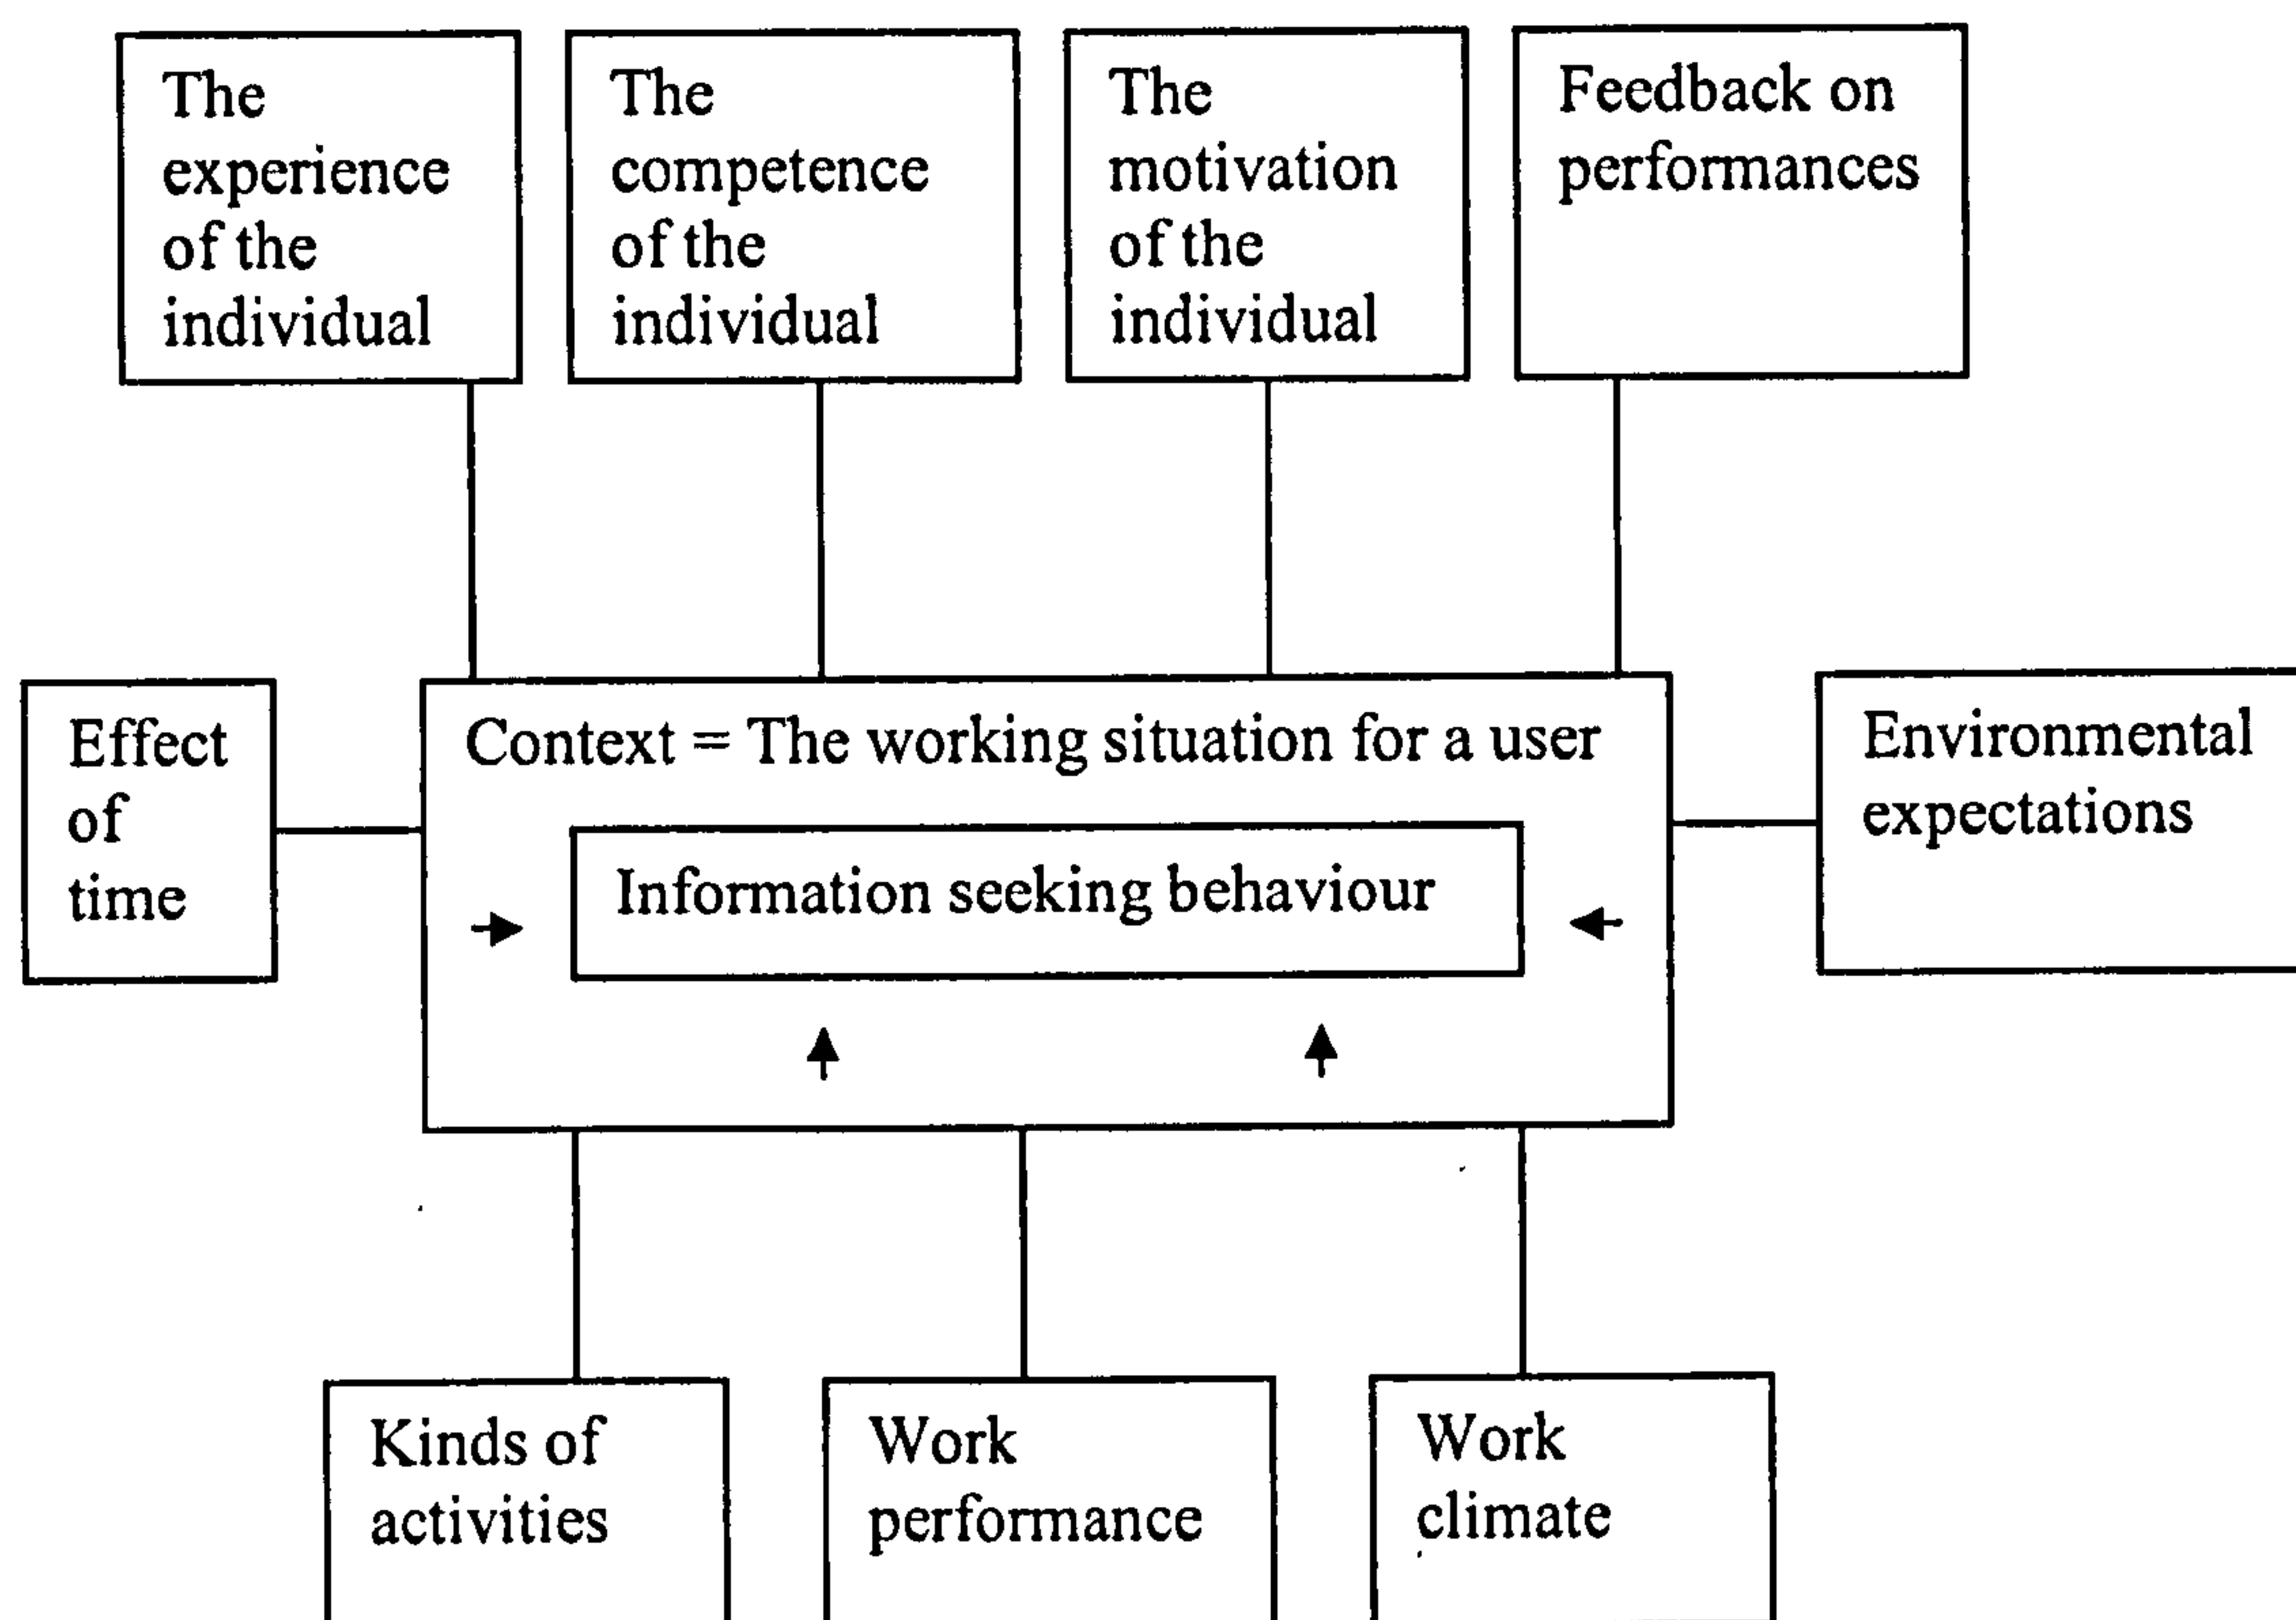 The
experience
of the
individual
The
competence
of the
individual
The
motivation
of the
individual
Feedback on
performances
Effect
of
time
Context = The working situation for a user
Information seeking behaviour
Environmental
expectations
Kinds of
activities
Work
performance
Work
climate